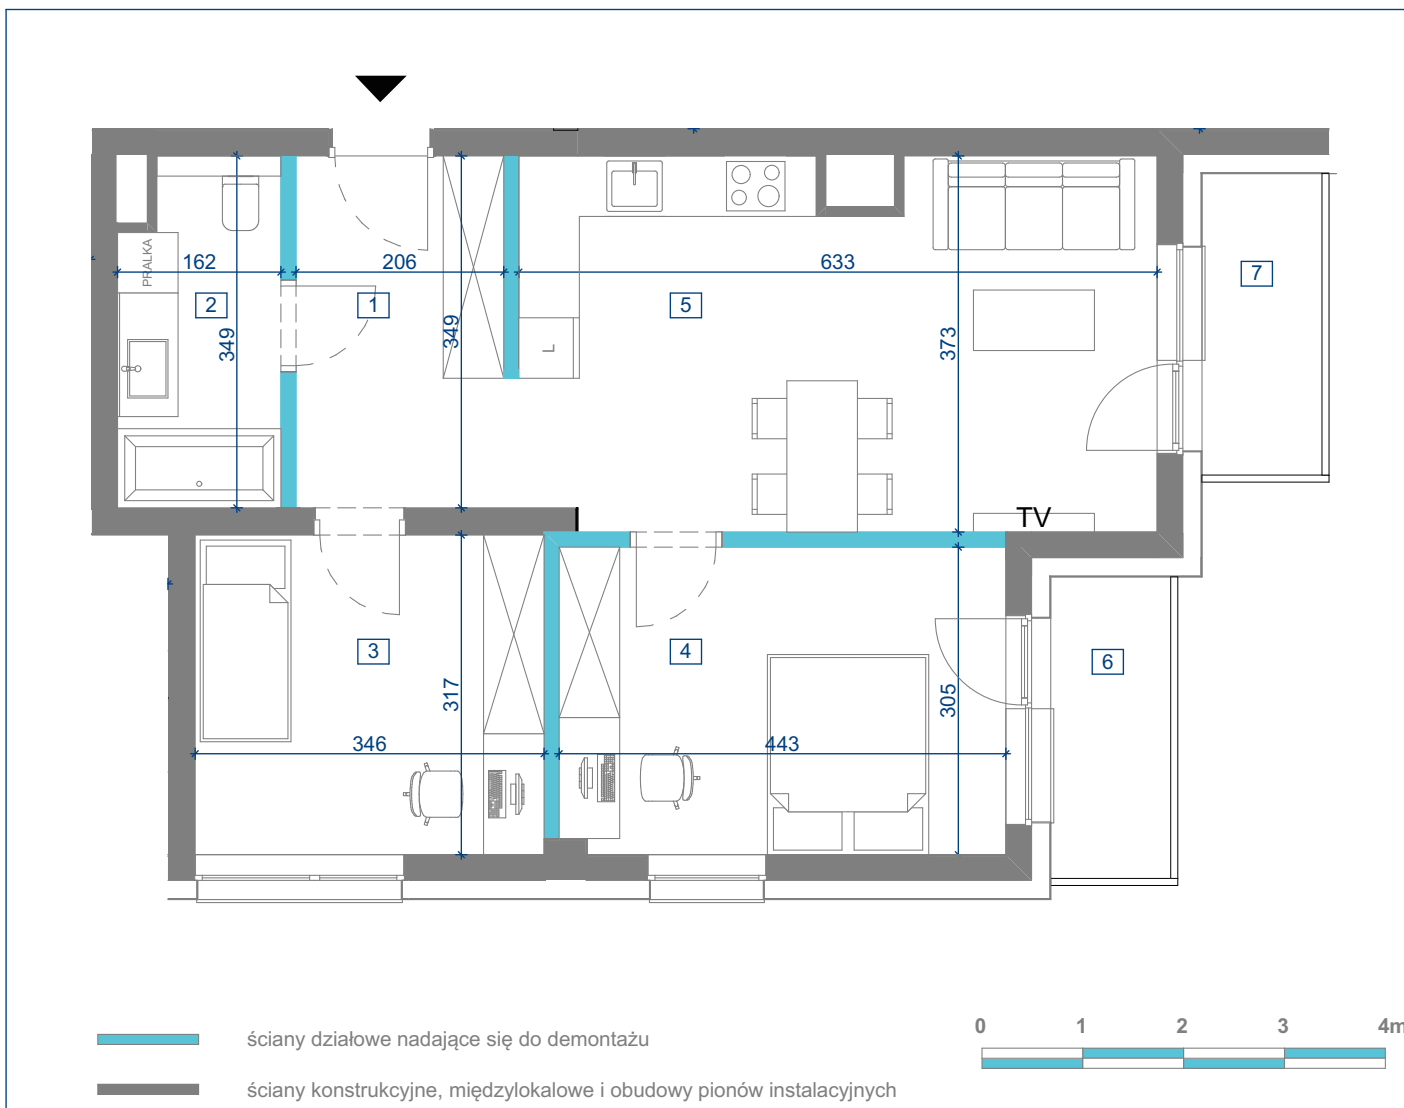 162
206
633
PRALKA
2
1
5
7
349
349
373
L
TV
3
4
6
317
305
346
443
0 1 2 3 4m
ściany działowe nadające się do demontażu
ściany konstrukcyjne, międzylokalowe i obudowy pionów instalacyjnych